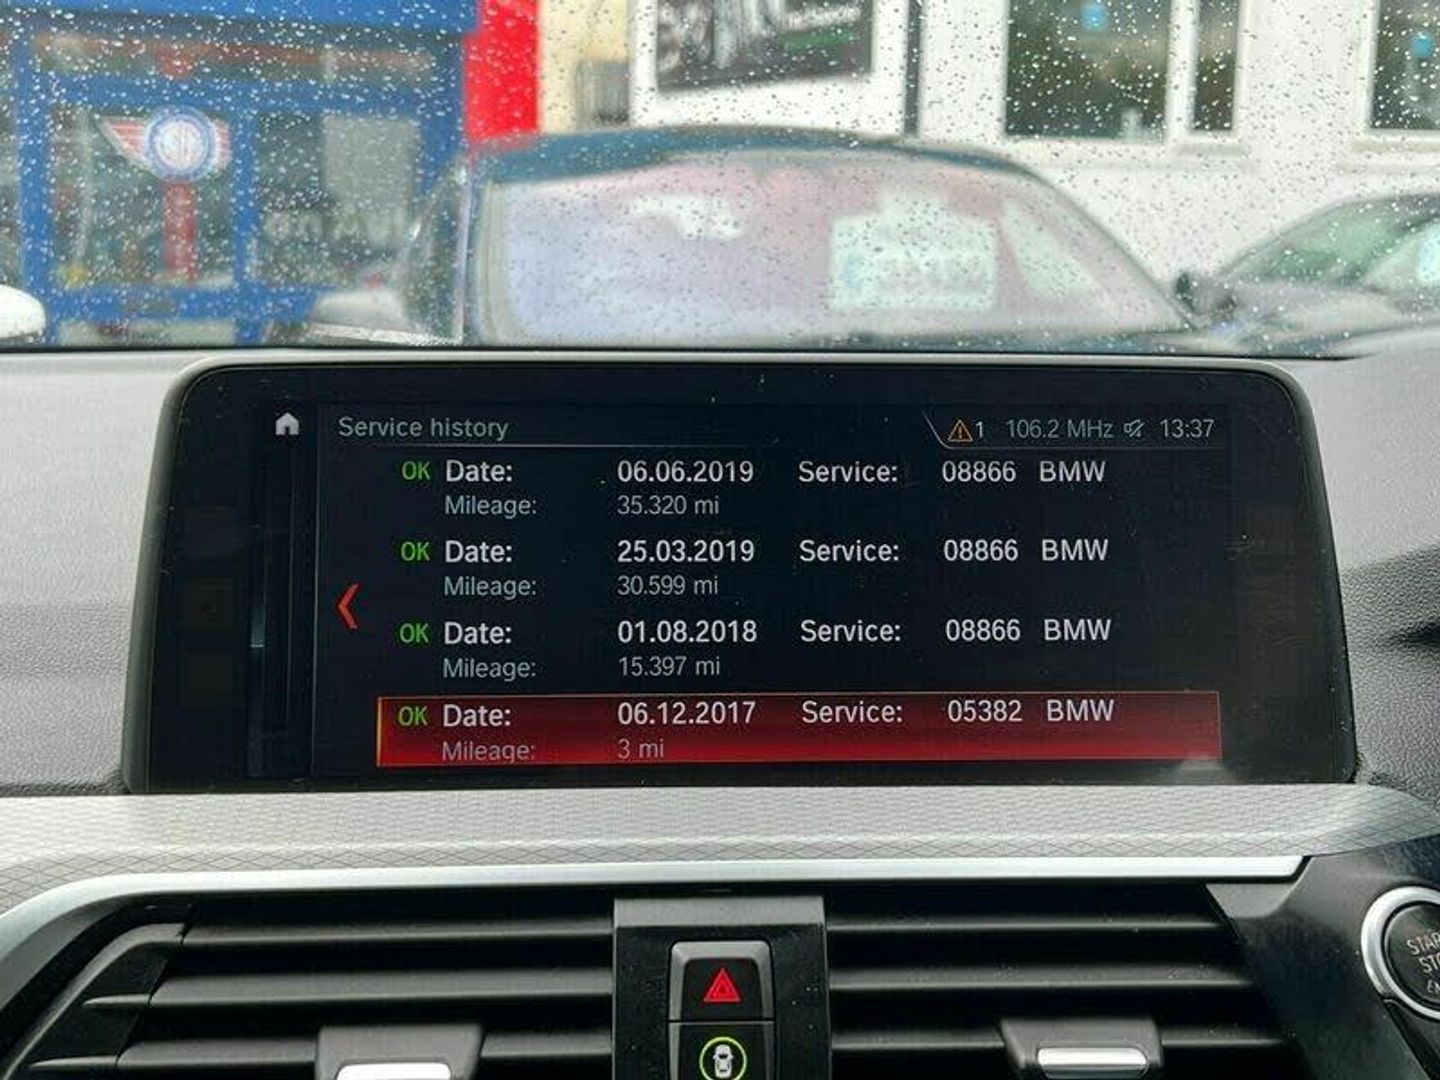 Service history
1 106.2 MHz 13:37
OK Date: 06.06.2019 Service: 08866 BMW
Mileage: 35.320 mi
OK Date: 25.03.2019 Service: 08866 BMW
Mileage: 30.599 mi
OK Date: 01.08.2018 Service: 08866 BMW
Mileage: 15.397 mi
OK Date: 06.12.2017 Service: 05382 BMW
Mileage: 3 mi